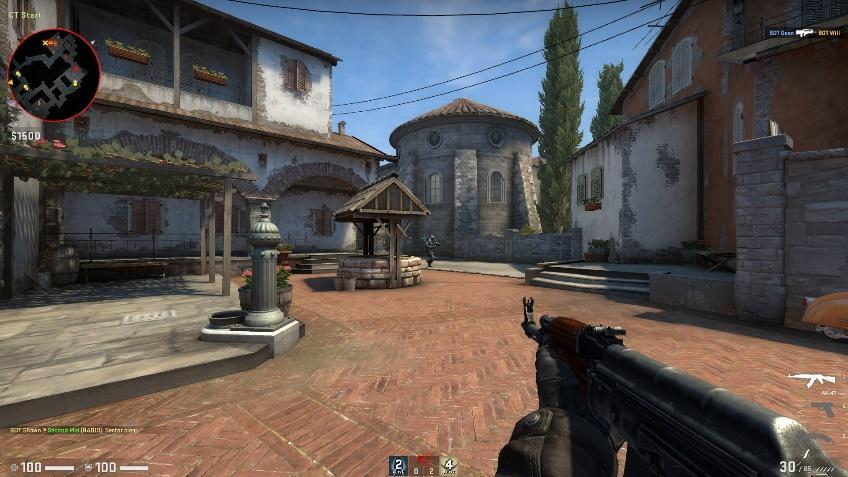 CT Start
BOT Dean BOT Will
$1500
AK-47
BOT Shawn @ Second Mid (RADIO): Sector clear.
100 100
2 0 2 4
30 / 85